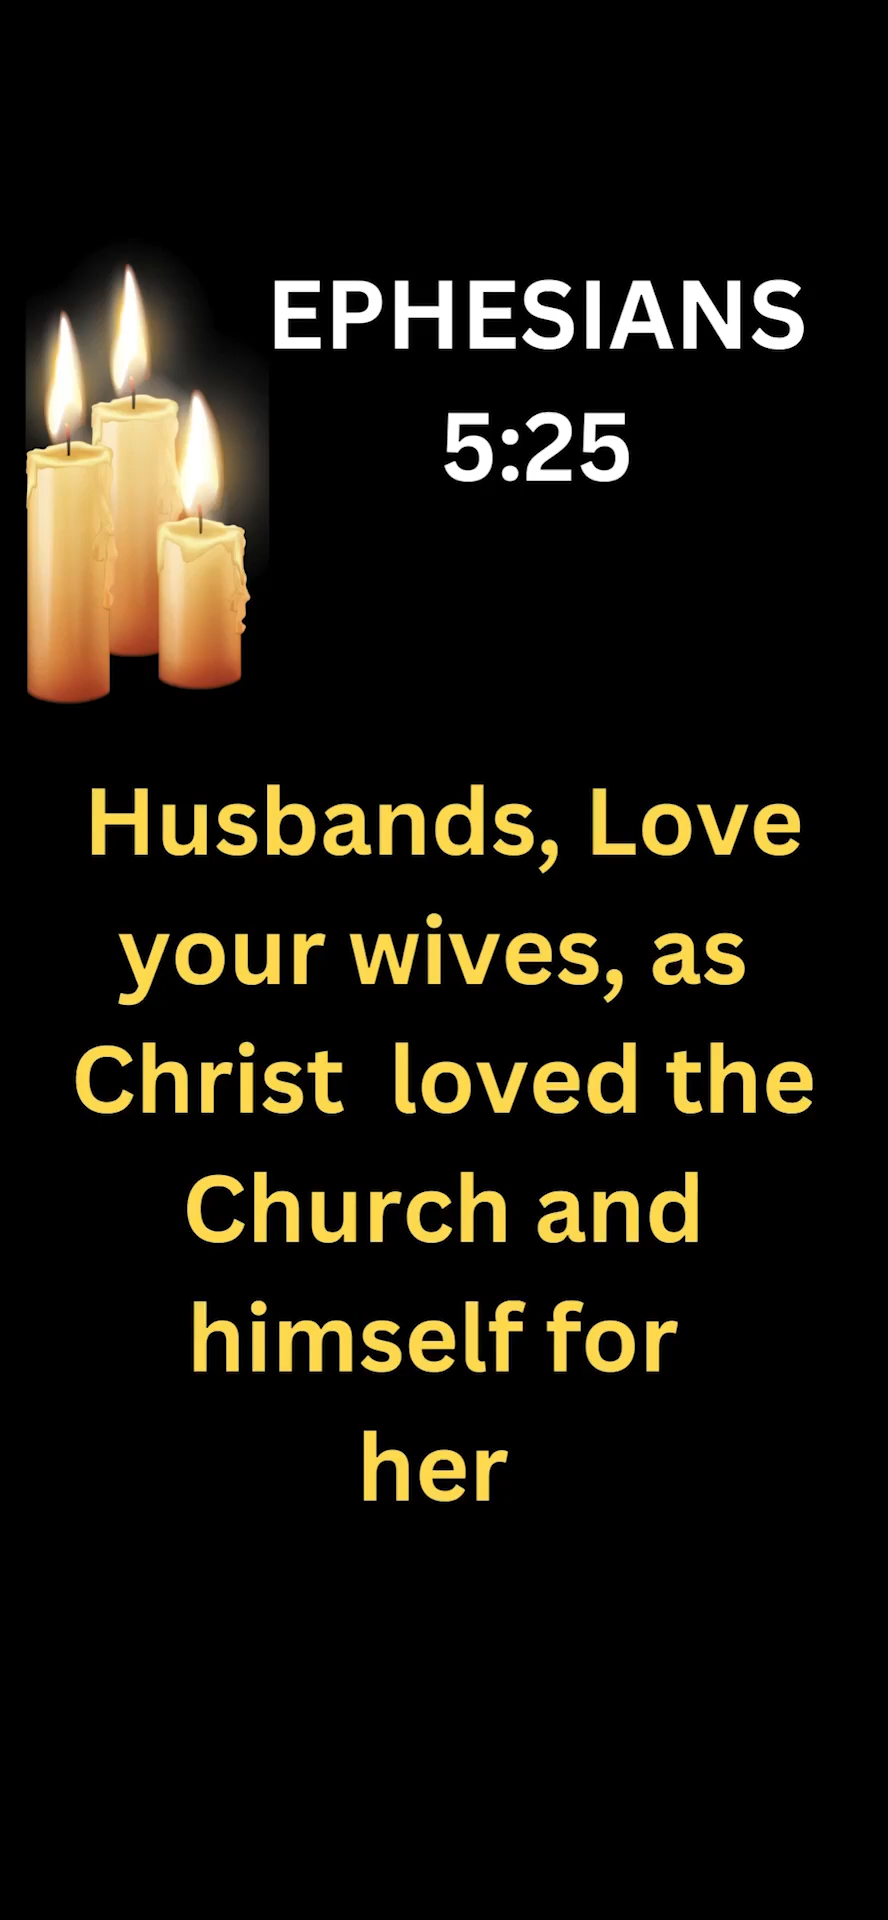 EPHESIANS
5:25
Husbands, Love
your wives, as
Christ  loved the
Church and
himself for
her